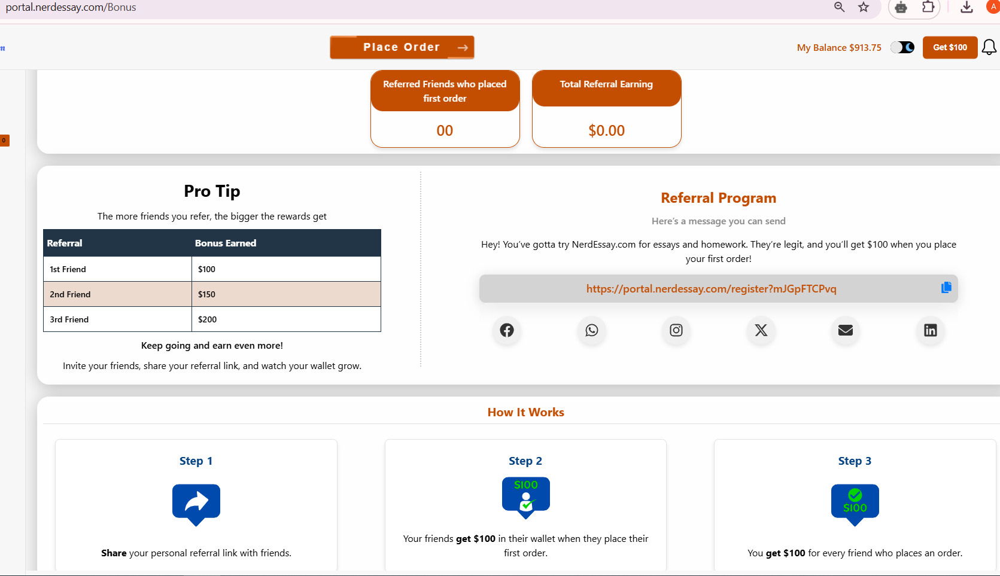 portal.nerdessay.com/Bonus
A
n
Place Order
My Balance $913.75
Get $100
Referred Friends who placed
first order
00
Total Referral Earning
$0.00
0
Pro Tip
The more friends you refer, the bigger the rewards get
Referral Bonus Earned
1st Friend $100
2nd Friend $150
3rd Friend $200
Keep going and earn even more!
Invite your friends, share your referral link, and watch your wallet grow.
Referral Program
Here’s a message you can send
Hey! You’ve gotta try NerdEssay.com for essays and homework. They’re legit, and you’ll get $100 when you place
your first order!
https://portal.nerdessay.com/register?mJGpFTCPvq
How It Works
Step 1
Share your personal referral link with friends.
Step 2
$100
Your friends get $100 in their wallet when they place their
first order.
Step 3
$100
You get $100 for every friend who places an order.